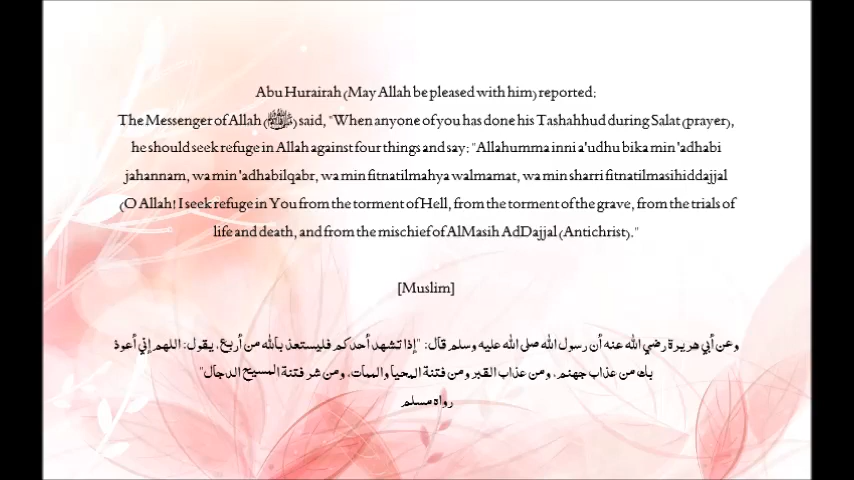 Abu Hurairah (May Allah be pleased with him) reported:
The Messenger of Allah (ﷺ) said, "When anyone of you has done his Tashahhud during Salat (prayer),
he should seek refuge in Allah against four things and say: "Allahumma inni a'udhu bika min 'adhabi
jahannam, wa min 'adhabilqabr, wa min fitnatilmahya walmamat, wa min sharri fitnatilmasihiddajjal
(O Allah! I seek refuge in You from the torment of Hell, from the torment of the grave, from the trials of
life and death, and from the mischief of AlMasih AdDajjal (Antichrist)."
[Muslim]
وعن أبي هريرة رضي الله عنه أن رسول الله صلى الله عليه وسلم قال: "إذا تشهد أحدكم فليستعذ بالله من أربع، يقول: اللهم إني أعوذ
بك من عذاب جهنم، ومن عذاب القبر ومن فتنة المحيا والممات، ومن شر فتنة المسيح الدجال"
رواه مسلم